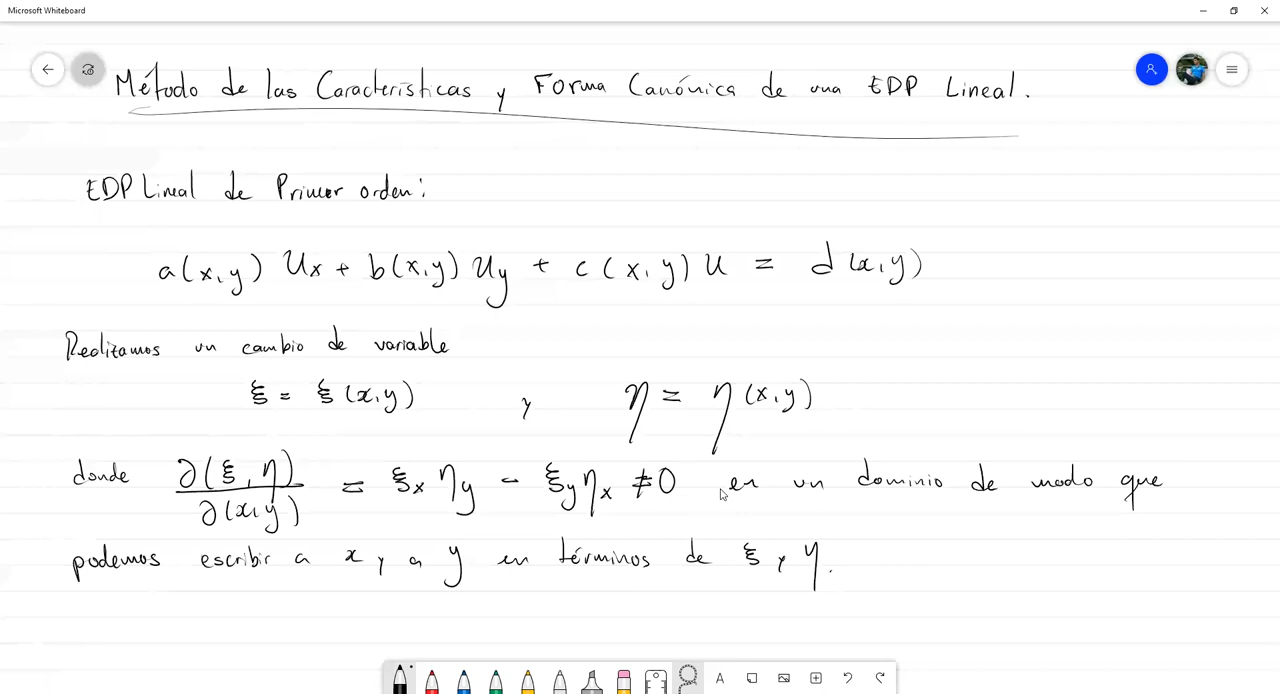 Microsoft Whiteboard
Método de las Características y Forma Canónica de una EDP Lineal.
EDP Lineal de Primer orden:
a(x,y) Ux + b(x,y) Uy + c(x,y) U = d(x,y)
Realizamos un cambio de variable
ξ = ξ(x,y) y η = η(x,y)
donde ∂(ξ,η)/∂(x,y) = ξx ηy - ξy ηx ≠ 0 en un dominio de modo que
podemos escribir a x y a y en términos de ξ y η.
A